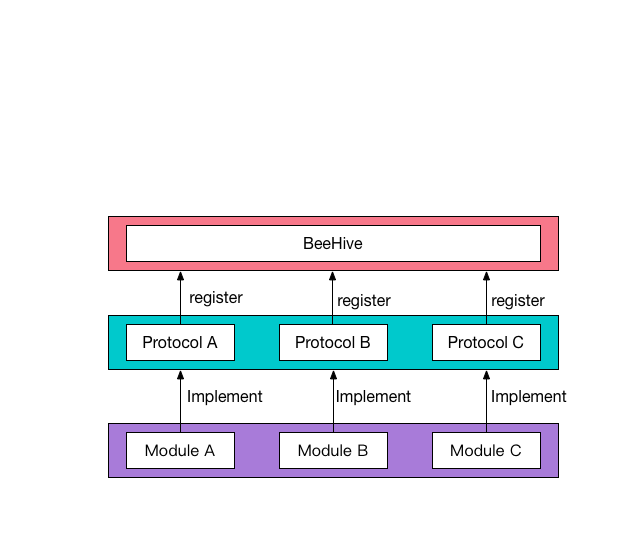 BeeHive
register
register
register
Protocol A
Protocol B
Protocol C
Implement
Implement
Implement
Module A
Module B
Module C